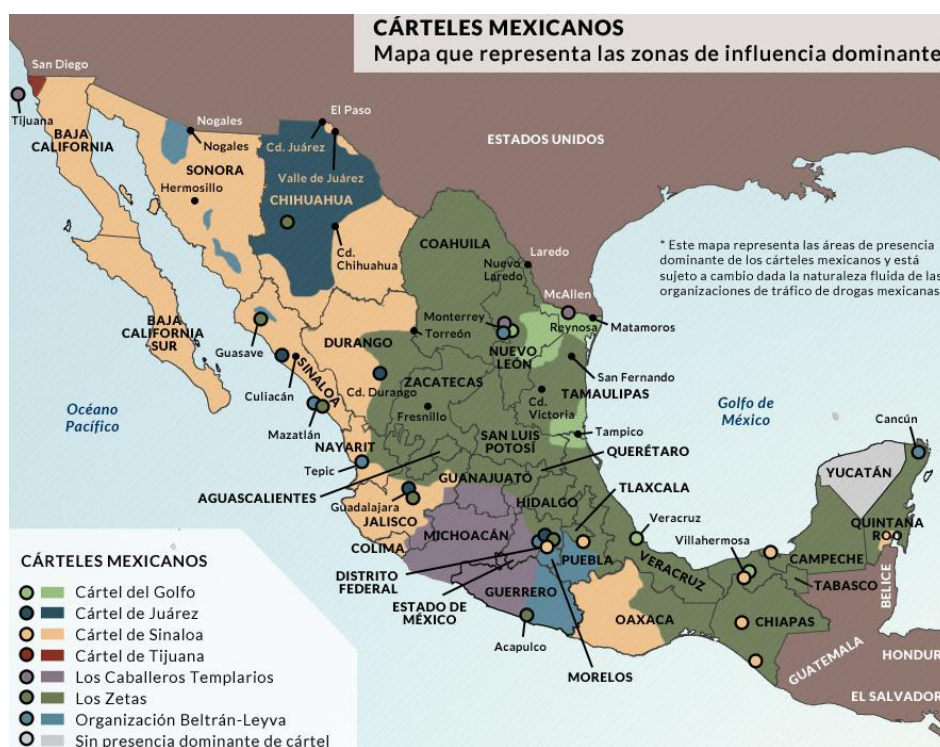 CÁRTELES MEXICANOS
Mapa que representa las zonas de influencia dominante
San Diego
Tijuana
BAJA
CALIFORNIA
Nogales
Nogales
SONORA
Hermosillo
El Paso
Cd. Juárez
Valle de Juárez
CHIHUAHUA
Cd.
Chihuahua
ESTADOS UNIDOS
COAHUILA
Laredo
Nuevo
Laredo
McAllen
* Este mapa representa las áreas de presencia
dominante de los cárteles mexicanos y está
sujeto a cambio dada la naturaleza fluida de las
organizaciones de tráfico de drogas mexicanas
BAJA
CALIFORNIA
SUR
Guasave
DURANGO
Torreón
Monterrey
Reynosa
Matamoros
NUEVO
LEÓN
SINALOA
Culiacán
Cd. Durango
ZACATECAS
Fresnillo
San Fernando
TAMAULIPAS
Cd.
Victoria
Océano
Pacífico
Golfo de
México
Mazatlán
NAYARIT
Tepic
SAN LUIS
POTOSÍ
Tampico
QUERÉTARO
Cancún
AGUASCALIENTES
GUANAJUATO
HIDALGO
TLAXCALA
YUCATÁN
Guadalajara
JALISCO
COLIMA
MICHOACÁN
Veracruz
Villahermosa
QUINTANA
ROO
CAMPECHE
DISTRITO
FEDERAL
PUEBLA
VERACRUZ
TABASCO
ESTADO DE
MÉXICO
GUERRERO
OAXACA
CHIAPAS
BELICE
Acapulco
MORELOS
GUATEMALA
HONDUR
EL SALVADOR
CÁRTELES MEXICANOS
Cártel del Golfo
Cártel de Juárez
Cártel de Sinaloa
Cártel de Tijuana
Los Caballeros Templarios
Los Zetas
Organización Beltrán-Leyva
Sin presencia dominante de cártel